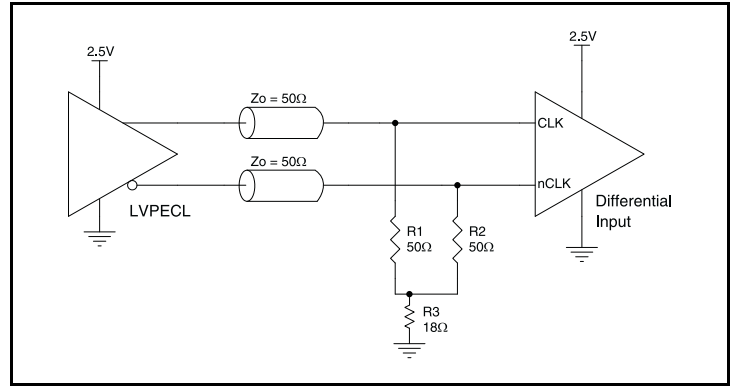 2.5V
2.5V
Zo = 50Ω
CLK
Zo = 50Ω
nCLK
LVPECL
Differential
Input
R1
50Ω
R2
50Ω
R3
18Ω